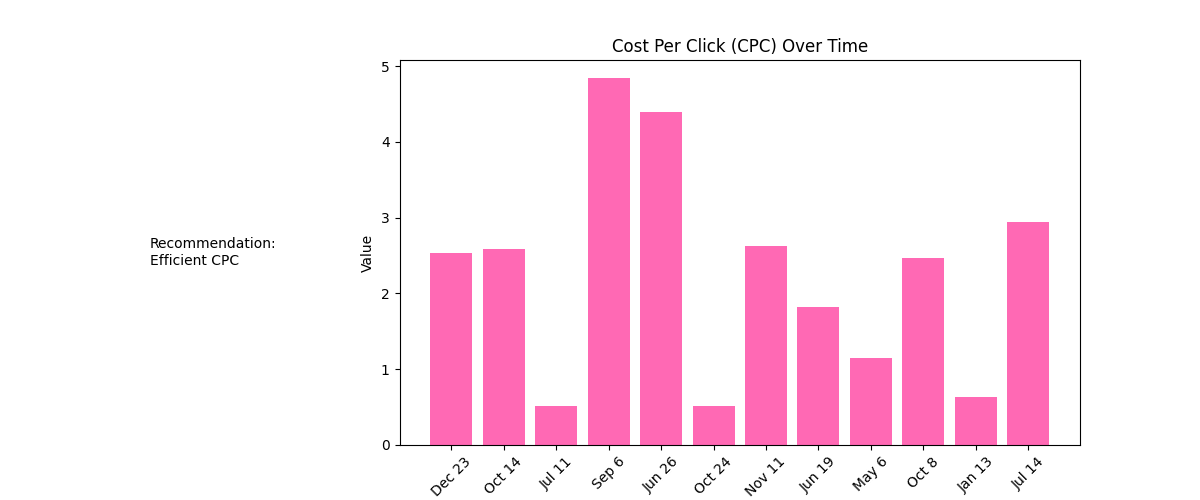 Cost Per Click (CPC) Over Time
Recommendation:
Efficient CPC
Value
5
4
3
2
1
0
Dec 23
Oct 14
Jul 11
Sep 6
Jun 26
Oct 24
Nov 11
Jun 19
May 6
Oct 8
Jan 13
Jul 14